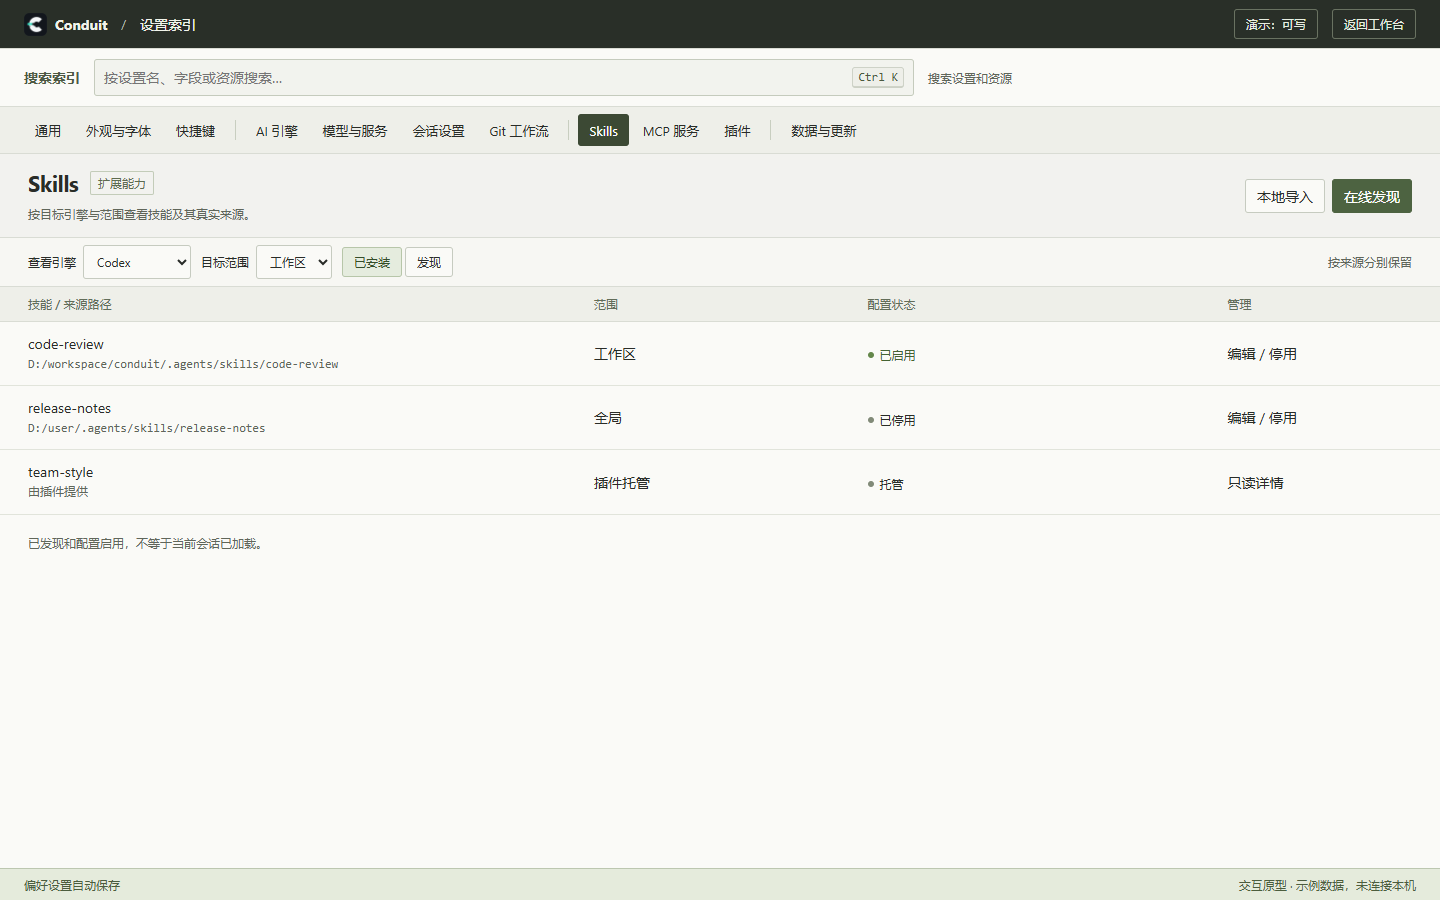 Conduit / 设置索引 演示：可写 返回工作台
搜索索引 按设置名、字段或资源搜索... Ctrl K 搜索设置和资源
通用 外观与字体 快捷键 AI 引擎 模型与服务 会话设置 Git 工作流 Skills MCP 服务 插件 数据与更新
Skills 扩展能力
按目标引擎与范围查看技能及其真实来源。
本地导入 在线发现
查看引擎 Codex 目标范围 工作区 已安装 发现 按来源分别保留
技能 / 来源路径 范围 配置状态 管理
code-review
D:/workspace/conduit/.agents/skills/code-review
工作区 已启用 编辑 / 停用
release-notes
D:/user/.agents/skills/release-notes
全局 已停用 编辑 / 停用
team-style
由插件提供
插件托管 托管 只读详情
已发现和配置启用，不等于当前会话已加载。
偏好设置自动保存 交互原型 · 示例数据，未连接本机